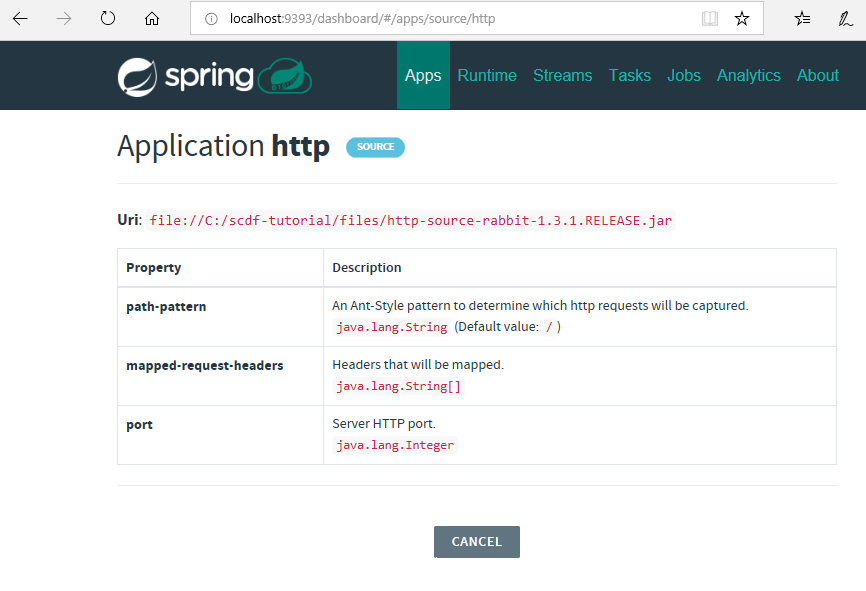 localhost:9393/dashboard/#/apps/source/http
spring
Apps Runtime Streams Tasks Jobs Analytics About
Application http SOURCE
Uri: file://C:/scdf-tutorial/files/http-source-rabbit-1.3.1.RELEASE.jar
Property Description
path-pattern An Ant-Style pattern to determine which http requests will be captured.
java.lang.String (Default value: / )
mapped-request-headers Headers that will be mapped.
java.lang.String[]
port Server HTTP port.
java.lang.Integer
CANCEL